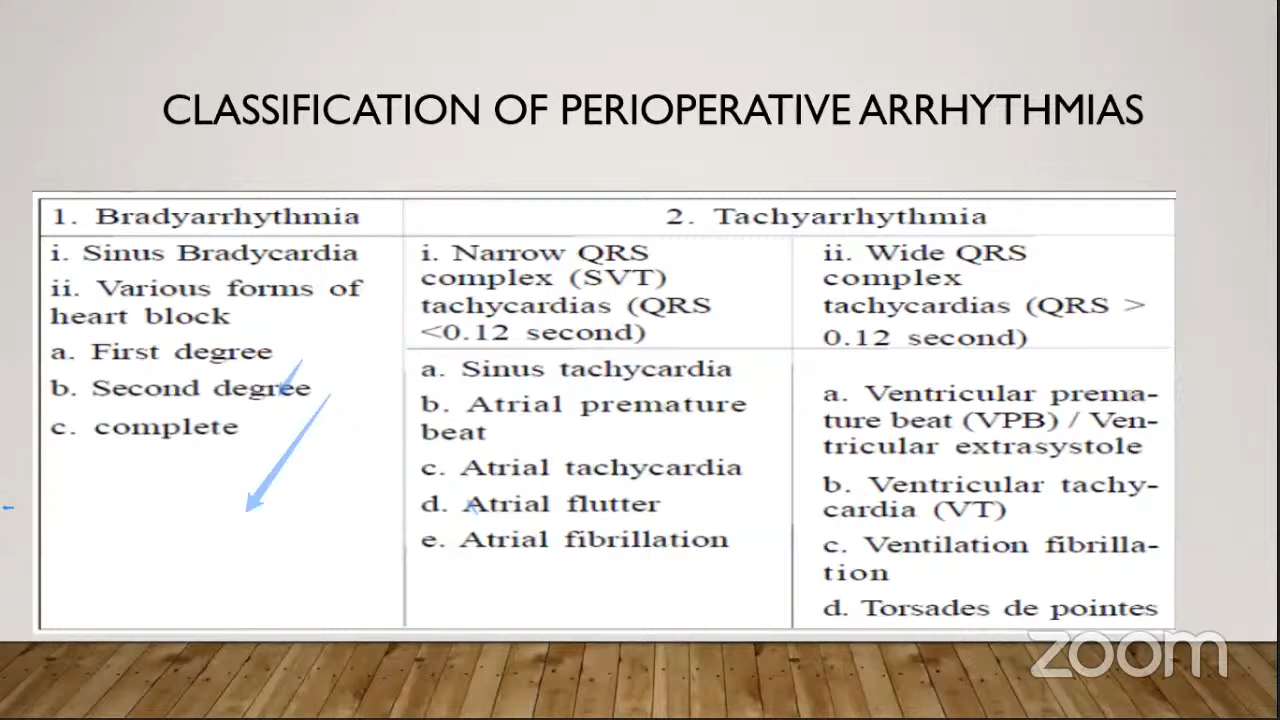 CLASSIFICATION OF PERIOPERATIVE ARRHYTHMIAS
1. Bradyarrhythmia
2. Tachyarrhythmia
i. Sinus Bradycardia
ii. Various forms of
heart block
a. First degree
b. Second degree
c. complete
i. Narrow QRS
complex (SVT)
tachycardias (QRS
<0.12 second)
a. Sinus tachycardia
b. Atrial premature
beat
c. Atrial tachycardia
d. Atrial flutter
e. Atrial fibrillation
ii. Wide QRS
complex
tachycardias (QRS >
0.12 second)
a. Ventricular prema-
ture beat (VPB) / Ven-
tricular extrasystole
b. Ventricular tachy-
cardia (VT)
c. Ventilation fibrilla-
tion
d. Torsades de pointes
zoom